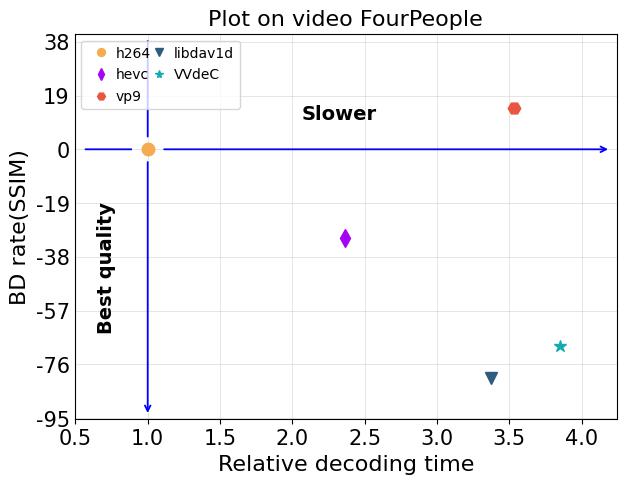 Plot on video FourPeople
h264 libdav1d
hevc VVdeC
vp9
Slower
Best quality
BD rate(SSIM)
38
19
0
-19
-38
-57
-76
-95
0.5 1.0 1.5 2.0 2.5 3.0 3.5 4.0
Relative decoding time